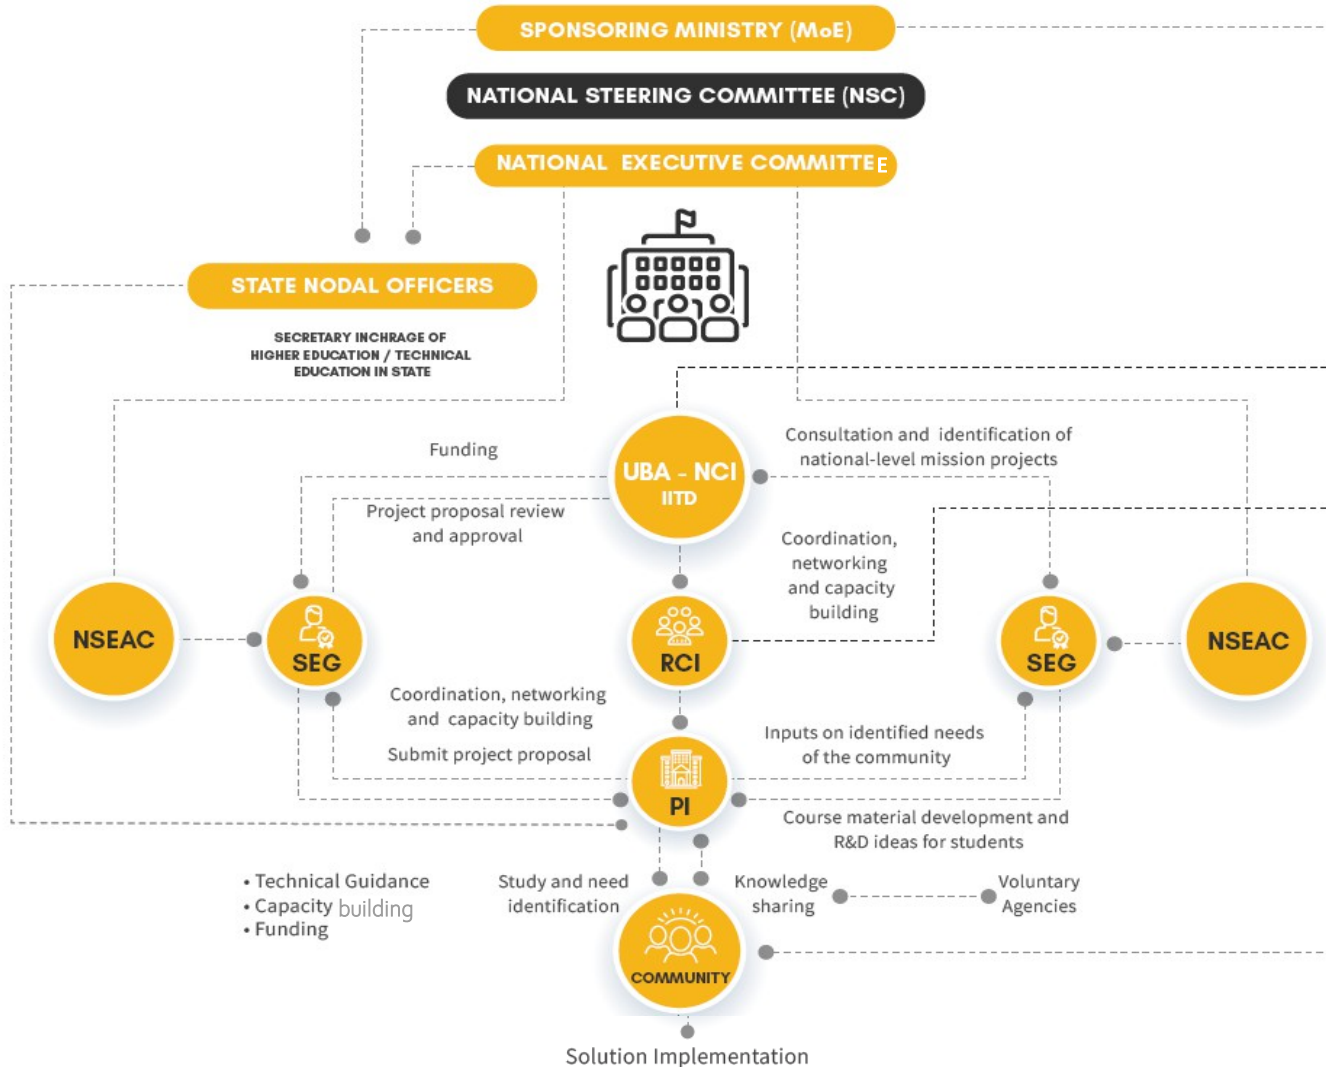 SPONSORING MINISTRY (MoE)
NATIONAL STEERING COMMITTEE (NSC)
NATIONAL EXECUTIVE COMMITTEE
STATE NODAL OFFICERS
SECRETARY INCHRAGE OF
HIGHER EDUCATION / TECHNICAL
EDUCATION IN STATE
Funding
UBA - NCI
IITD
Consultation and identification of
national-level mission projects
Project proposal review
and approval
Coordination,
networking
and capacity
building
NSEAC
SEG
RCI
SEG
NSEAC
Coordination, networking
and capacity building
Submit project proposal
Inputs on identified needs
of the community
PI
Course material development and
R&D ideas for students
• Technical Guidance
• Capacity building
• Funding
Study and need
identification
Knowledge
sharing
Voluntary
Agencies
COMMUNITY
Solution Implementation